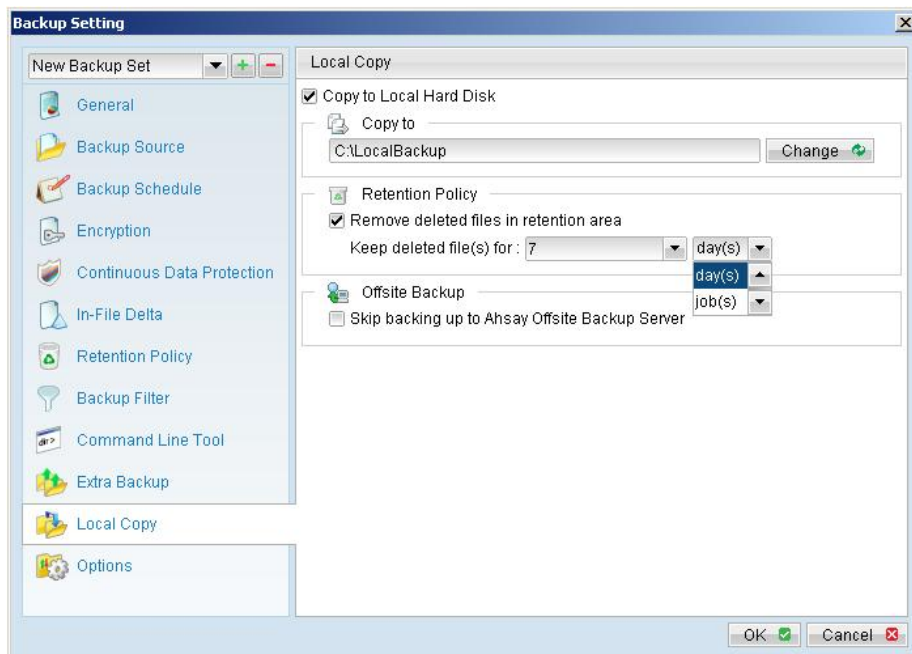 Backup Setting
New Backup Set
General
Backup Source
Backup Schedule
Encryption
Continuous Data Protection
In-File Delta
Retention Policy
Backup Filter
Command Line Tool
Extra Backup
Local Copy
Options
Local Copy
Copy to Local Hard Disk
Copy to
C:\LocalBackup
Change
Retention Policy
Remove deleted files in retention area
Keep deleted file(s) for : 7 day(s)
day(s)
job(s)
Offsite Backup
Skip backing up to Ahsay Offsite Backup Server
OK
Cancel